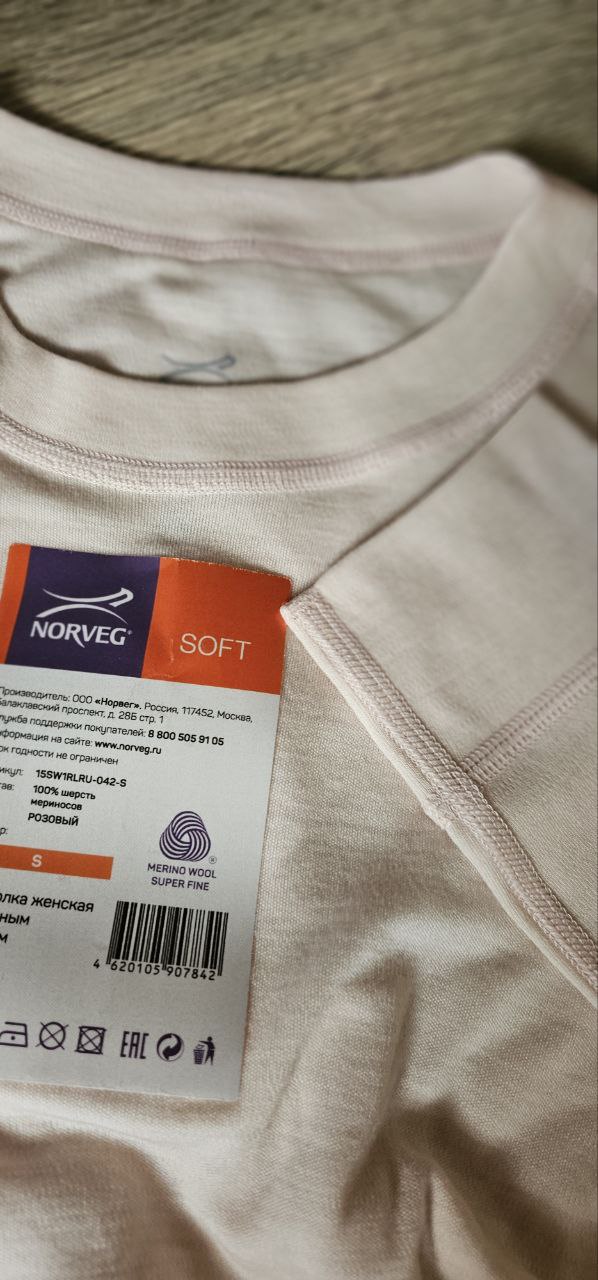 NORVEG®
SOFT
Производитель: ООО «Норвег». Россия, 117452, Москва,
Балаклавский проспект, д. 28Б стр. 1
лужба поддержки покупателей: 8 800 505 91 05
нформация на сайте: www.norveg.ru
ок годности не ограничен
икул: 15SW1RLRU-042-S
тав: 100% шерсть
мериносов
РОЗОВЫЙ
р:
S
MERINO WOOL
SUPER FINE
олка женская
ным
м
4 620105 907842
EAC